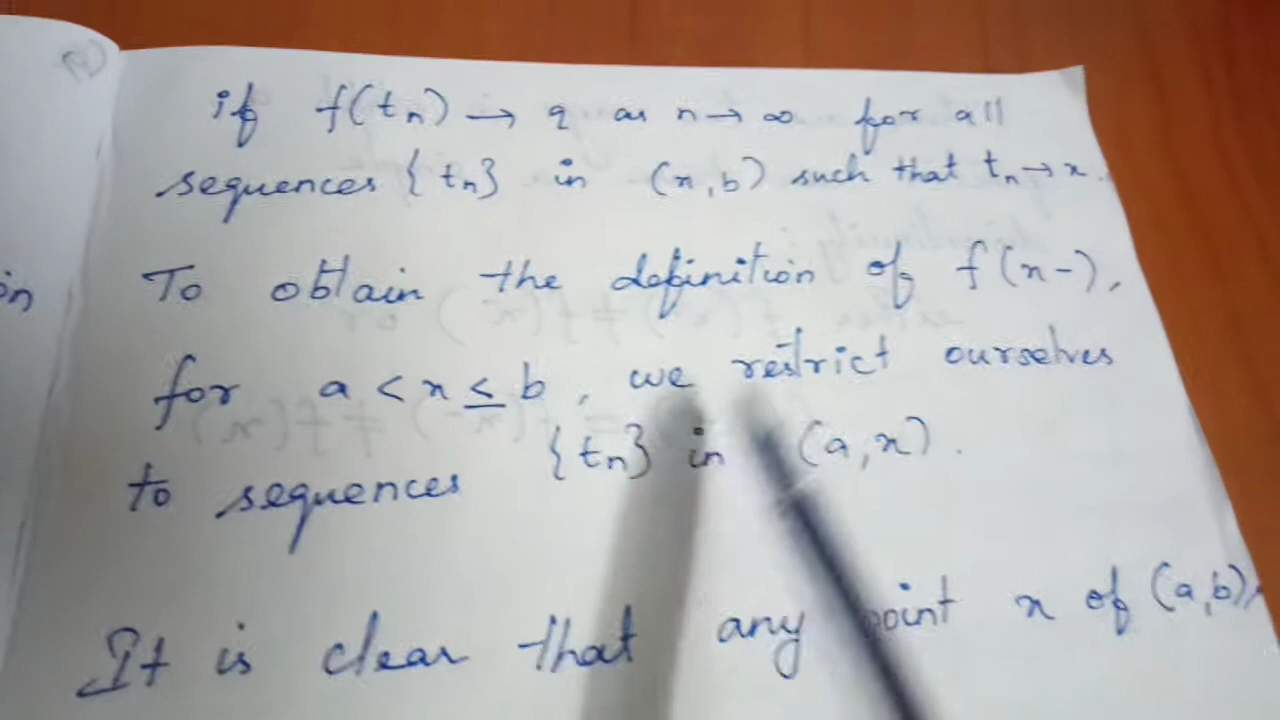 if f(tn) → q as n → ∞ for all
sequences {tn} in (x, b) such that tn → x.
To obtain the definition of f(x-),
for a < x ≤ b, we restrict ourselves
to sequences {tn} in (a, x).
It is clear that any point x of (a, b),